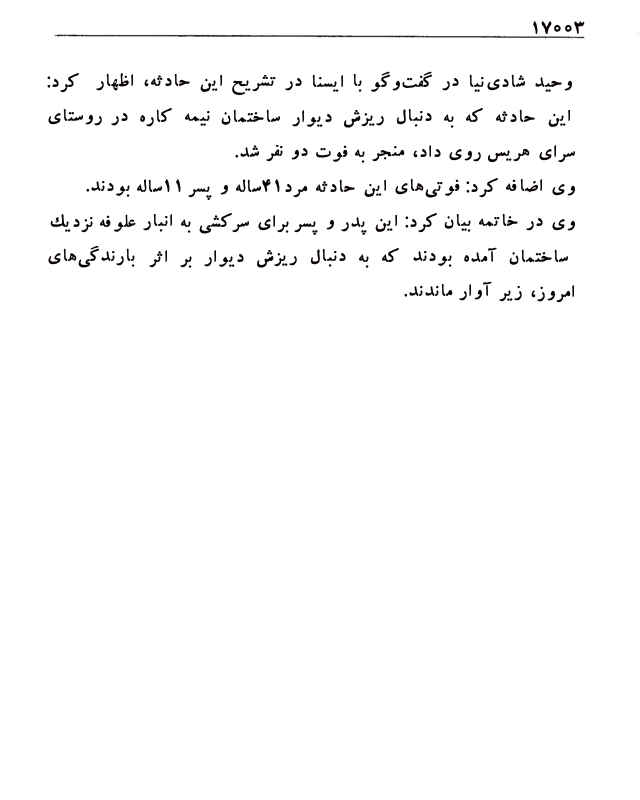 ۱۷۰۰۳
وحید شادی‌نیا در گفت‌وگو با ایسنا در تشریح این حادثه، اظهار کرد:
این حادثه که به دنبال ریزش دیوار ساختمان نیمه کاره در روستای
سرای هریس روی داد، منجر به فوت دو نفر شد.
وی اضافه کرد: فوتی‌های این حادثه مرد۴۱ساله و پسر ۱۱ساله بودند.
وی در خاتمه بیان کرد: این پدر و پسر برای سرکشی به انبار علوفه نزدیك
ساختمان آمده بودند که به دنبال ریزش دیوار بر اثر بارندگی‌های
امروز، زیر آوار ماندند.